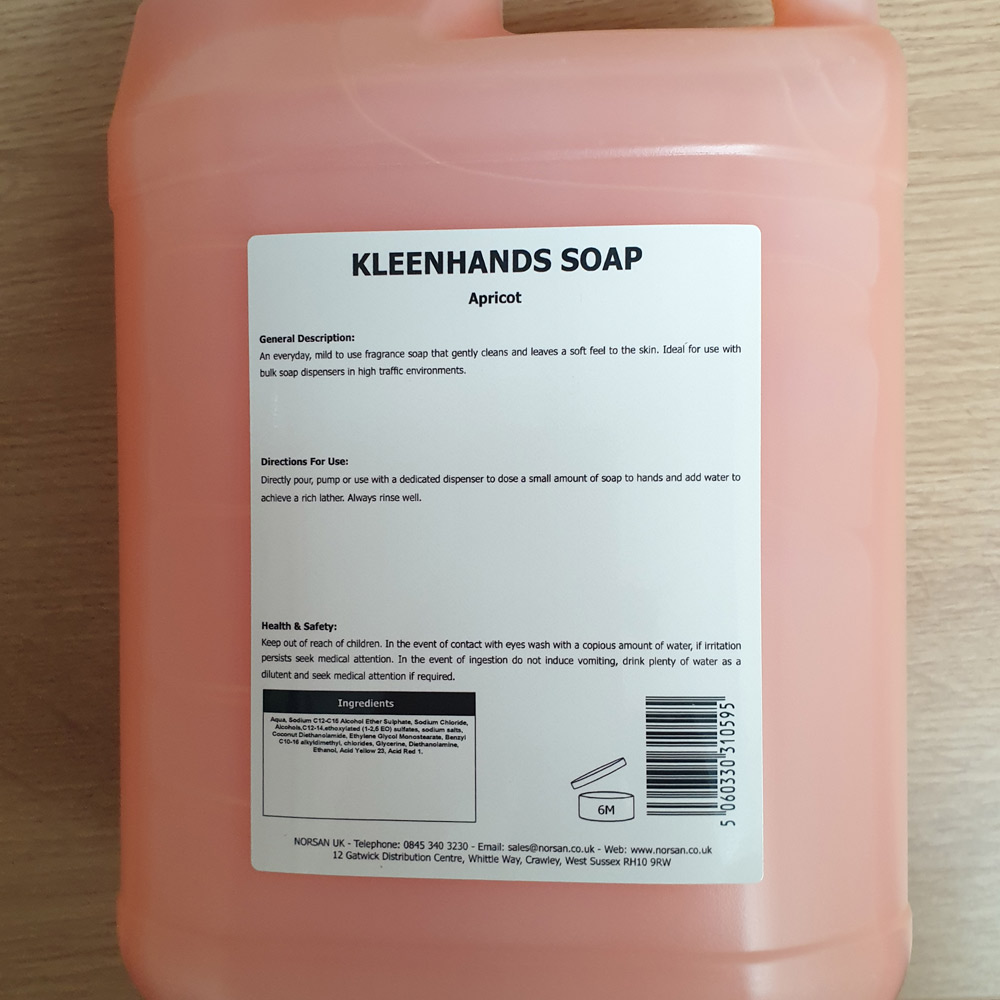 KLEENHANDS SOAP
Apricot
General Description:
An everyday, mild to use fragrance soap that gently cleans and leaves a soft feel to the skin. Ideal for use with
bulk soap dispensers in high traffic environments.
Directions For Use:
Directly pour, pump or use with a dedicated dispenser to dose a small amount of soap to hands and add water to
achieve a rich lather. Always rinse well.
Health & Safety:
Keep out of reach of children. In the event of contact with eyes wash with a copious amount of water, if irritation
persists seek medical attention. In the event of ingestion do not induce vomiting, drink plenty of water as a
dilutent and seek medical attention if required.
Ingredients
Aqua, Sodium C12-C15 Alcohol Ether Sulphate, Sodium Chloride,
Alcohols,C12-14,ethoxylated (1-2,5 EO) sulfates, sodium salts,
Coconut Diethanolamide, Ethylene Glycol Monostearate, Benzyl
C10-16 alkyldimethyl, chlorides, Glycerine, Diethanolamine,
Ethanol, Acid Yellow 23, Acid Red 1.
6M
5 060330 310595
NORSAN UK - Telephone: 0845 340 3230 - Email: sales@norsan.co.uk - Web: www.norsan.co.uk
12 Gatwick Distribution Centre, Whittle Way, Crawley, West Sussex RH10 9RW